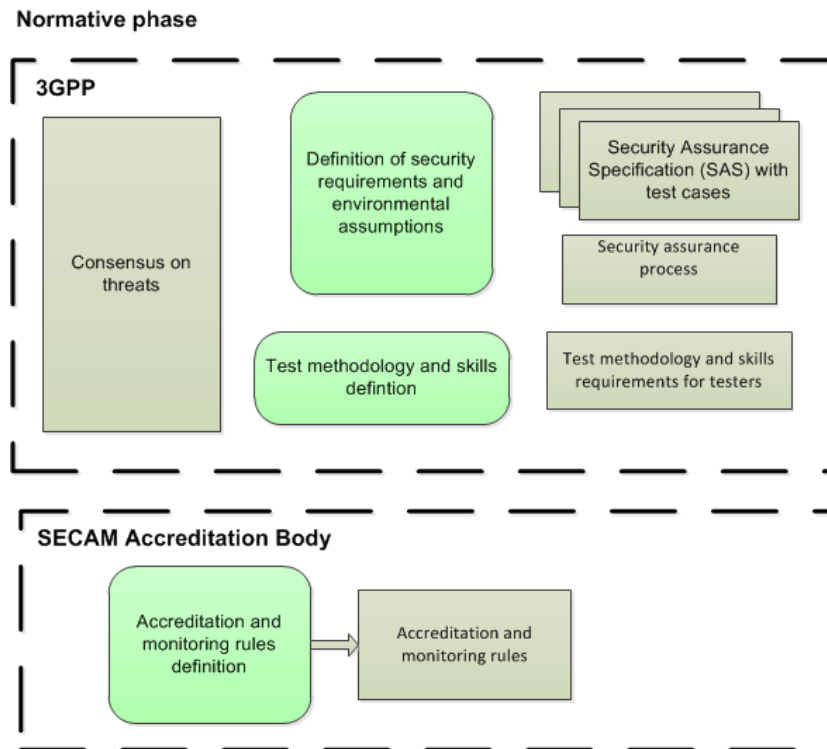 Normative phase
3GPP
Consensus on
threats
Definition of security
requirements and
environmental
assumptions
Security Assurance
Specification (SAS) with
test cases
Security assurance
process
Test methodology and skills
defintion
Test methodology and skills
requirements for testers
SECAM Accreditation Body
Accreditation and
monitoring rules
definition
Accreditation and
monitoring rules